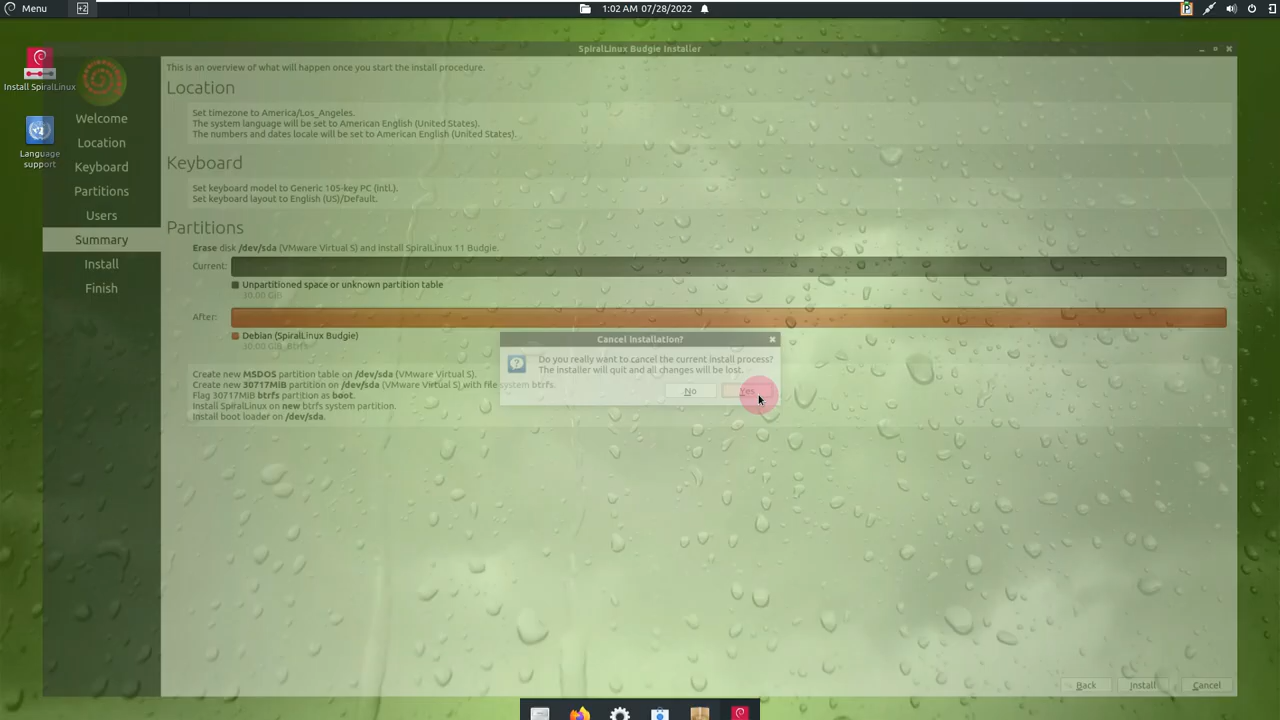 Menu
1:02 AM 07/28/2022
SpiralLinux Budgie Installer
Install SpiralLinux
Language
support
Welcome
Location
Keyboard
Partitions
Users
Summary
Install
Finish
This is an overview of what will happen once you start the install procedure.
Location
Set timezone to America/Los_Angeles.
The system language will be set to American English (United States).
The numbers and dates locale will be set to American English (United States).
Keyboard
Set keyboard model to Generic 105-key PC (intl.).
Set keyboard layout to English (US)/Default.
Partitions
Erase disk /dev/sda (VMware Virtual S) and install SpiralLinux 11 Budgie.
Current:
Unpartitioned space or unknown partition table
30.00 GiB
After:
Debian (SpiralLinux Budgie)
30.00 GiB Btrfs
Create new MSDOS partition table on /dev/sda (VMware Virtual S).
Create new 30717MiB partition on /dev/sda (VMware Virtual S) with file system btrfs.
Flag 30717MiB btrfs partition as boot.
Install SpiralLinux on new btrfs system partition.
Install boot loader on /dev/sda.
Cancel Installation?
Do you really want to cancel the current install process?
The installer will quit and all changes will be lost.
No
Yes
Back
Install
Cancel